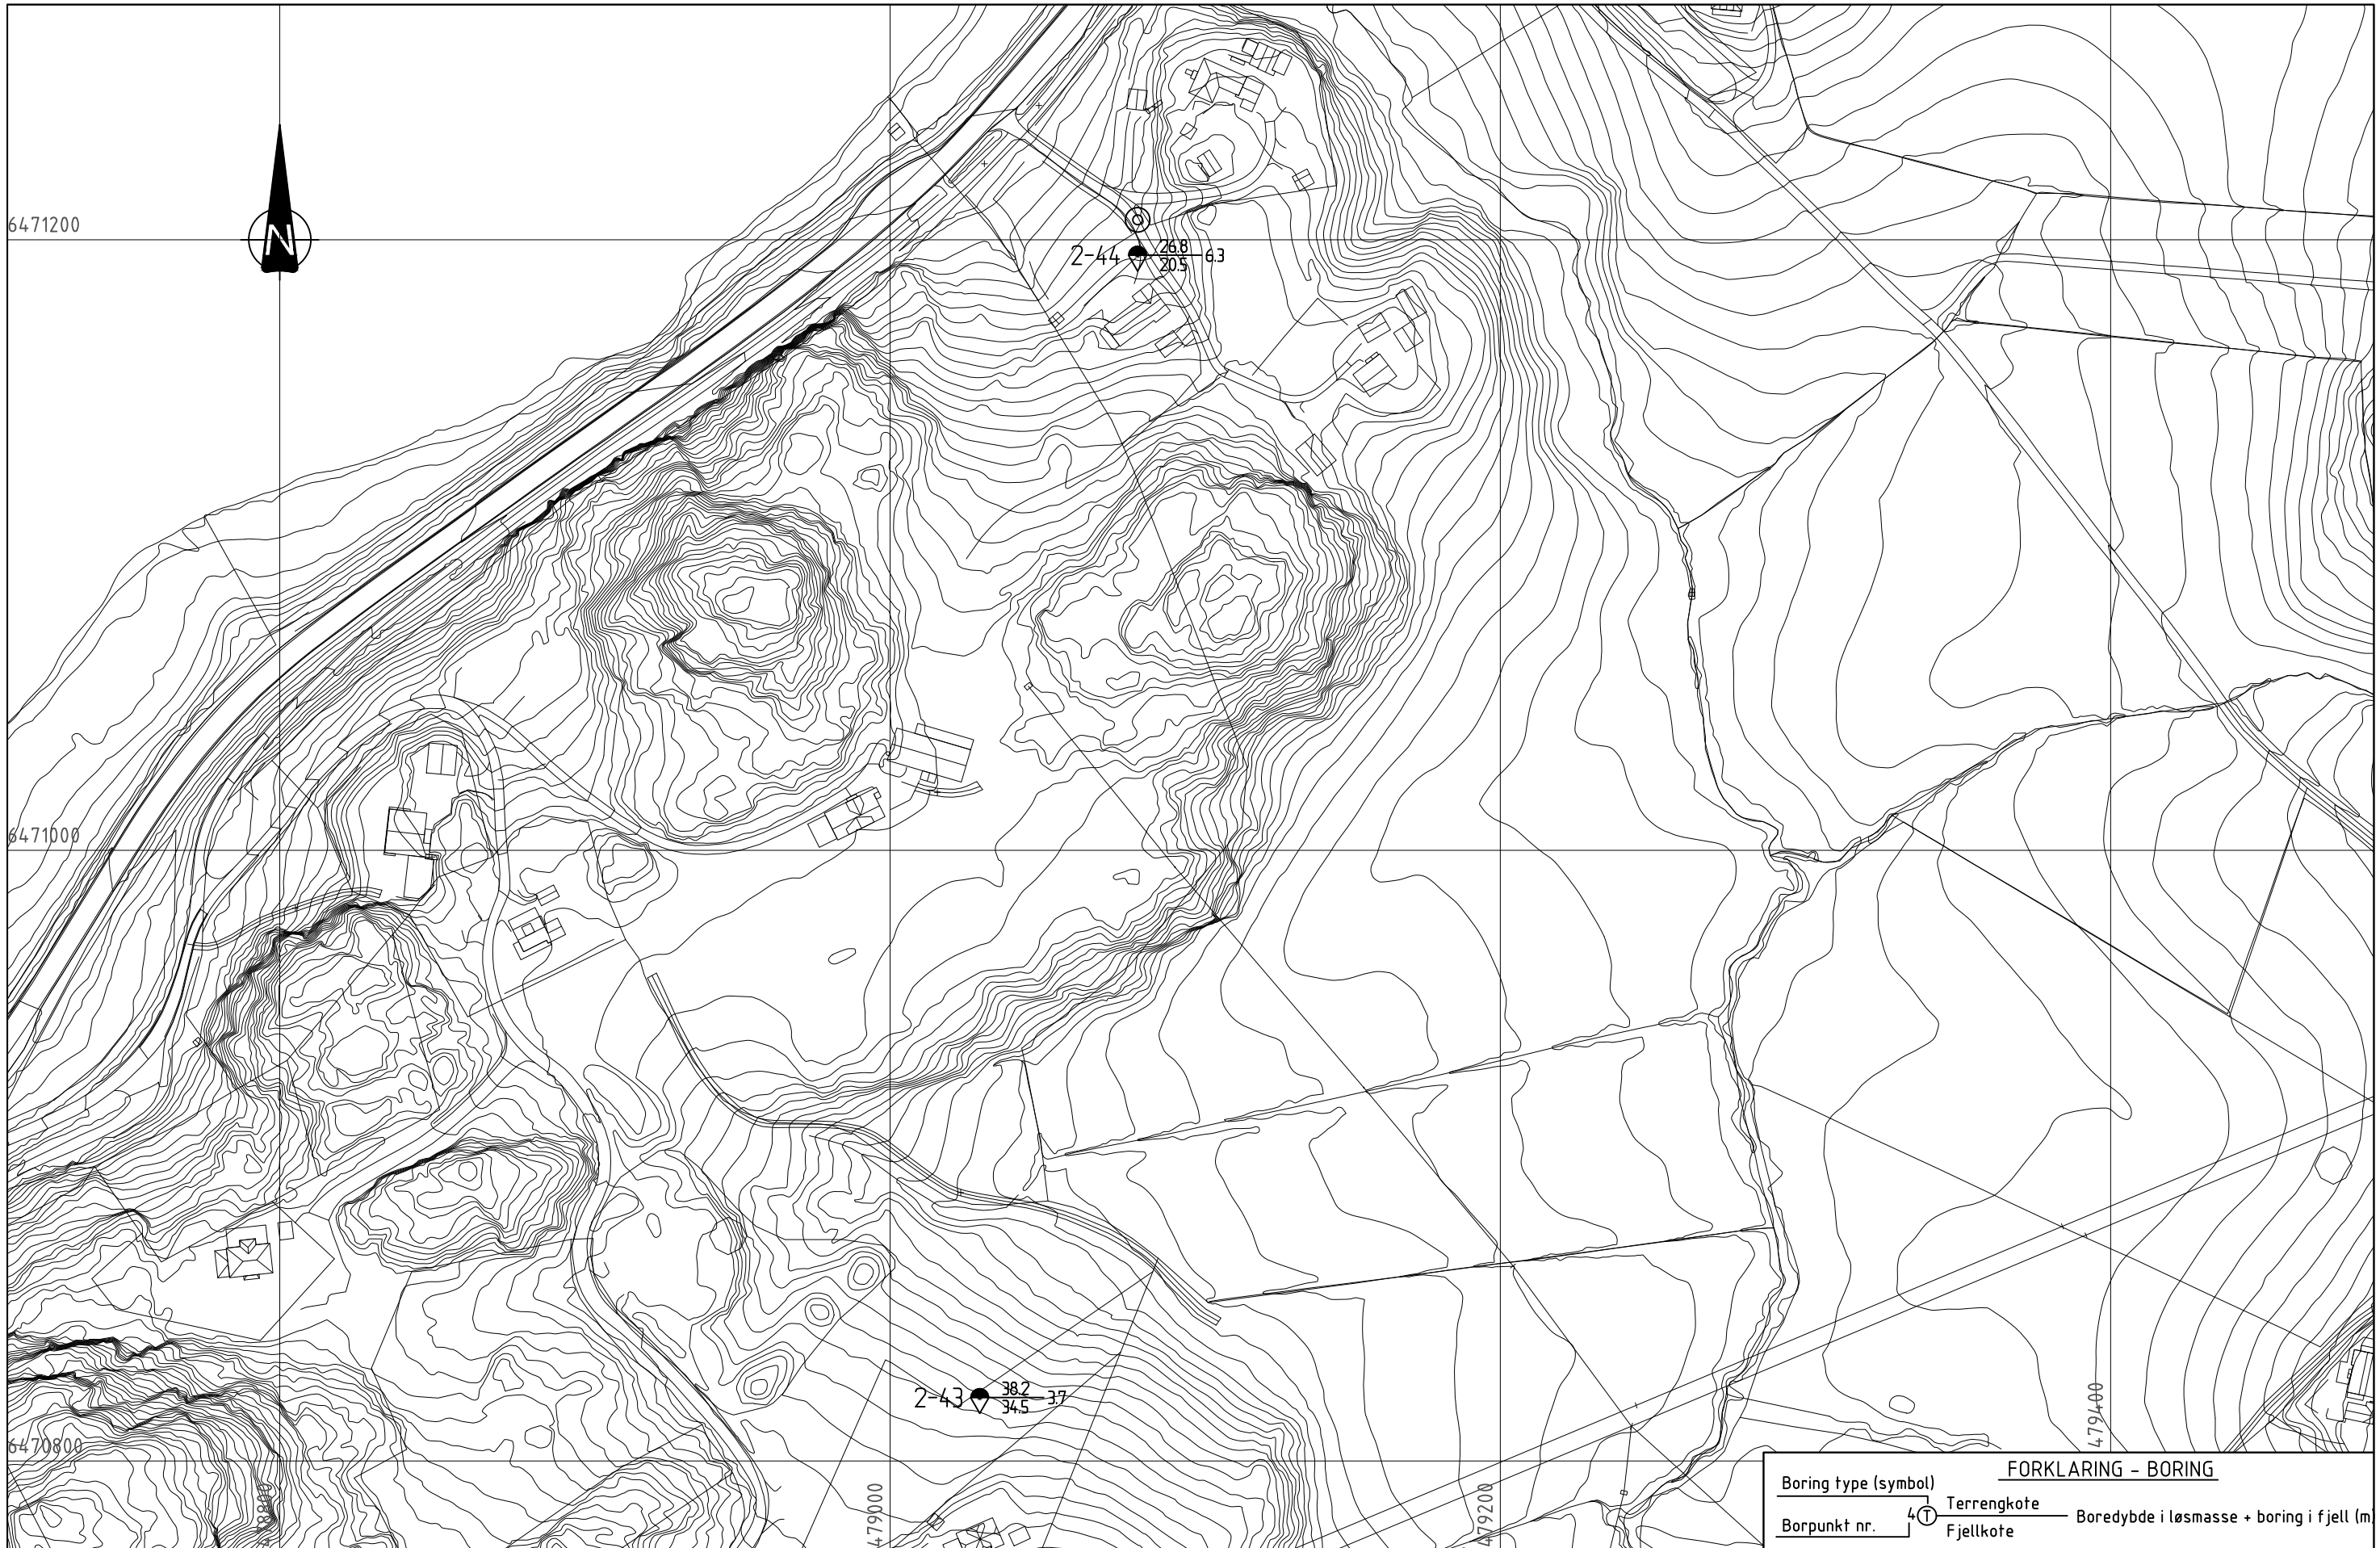 6471200
N
2-44 26.8 6.3
20.5
6471000
2-43 38.2 3.7
34.5
6470800
479000
479200
479400
FORKLARING - BORING
Boring type (symbol)
Borpunkt nr.
4 T
Terrengkote
Fjellkote
Boredybde i løsmasse + boring i fjell (m